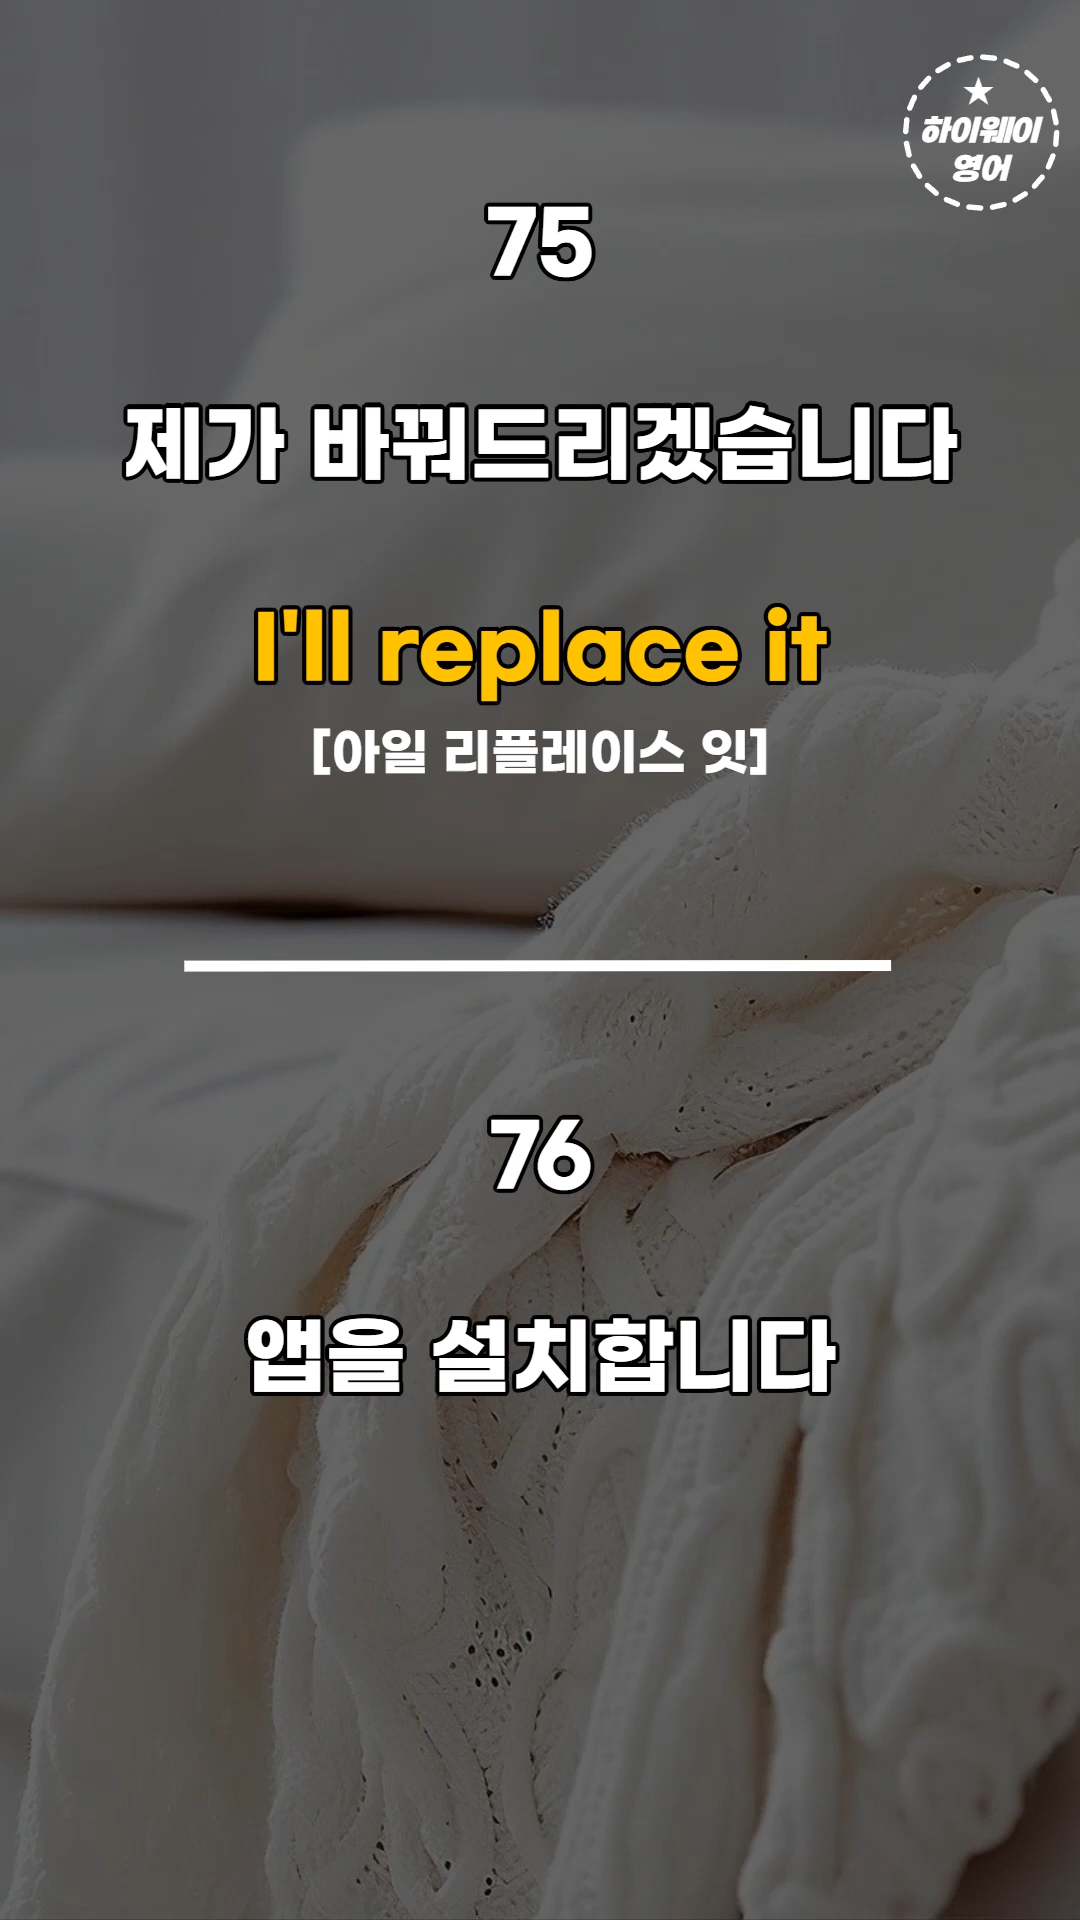 하이웨이
영어
75
제가 바꿔드리겠습니다
I'll replace it
[아일 리플레이스 잇]
76
앱을 설치합니다